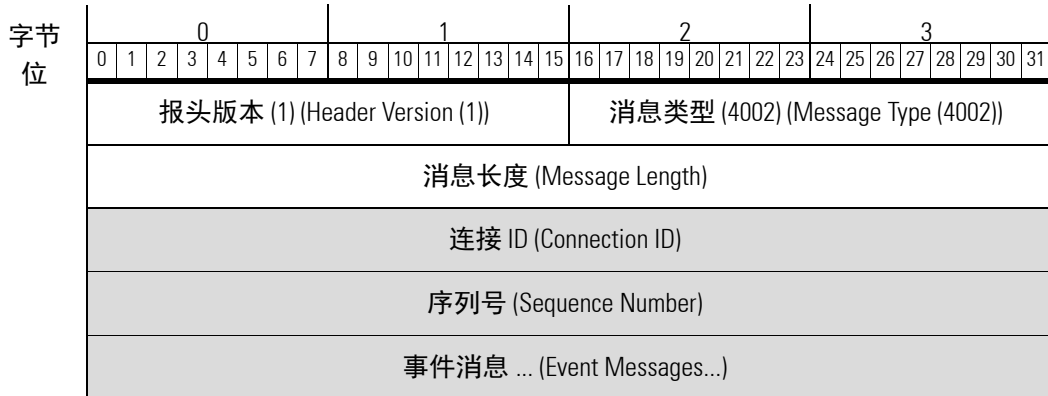 字节 0 1 2 3
位 0 1 2 3 4 5 6 7 8 9 10 11 12 13 14 15 16 17 18 19 20 21 22 23 24 25 26 27 28 29 30 31
报头版本 (1) (Header Version (1)) 消息类型 (4002) (Message Type (4002))
消息长度 (Message Length)
连接 ID (Connection ID)
序列号 (Sequence Number)
事件消息 ... (Event Messages...)